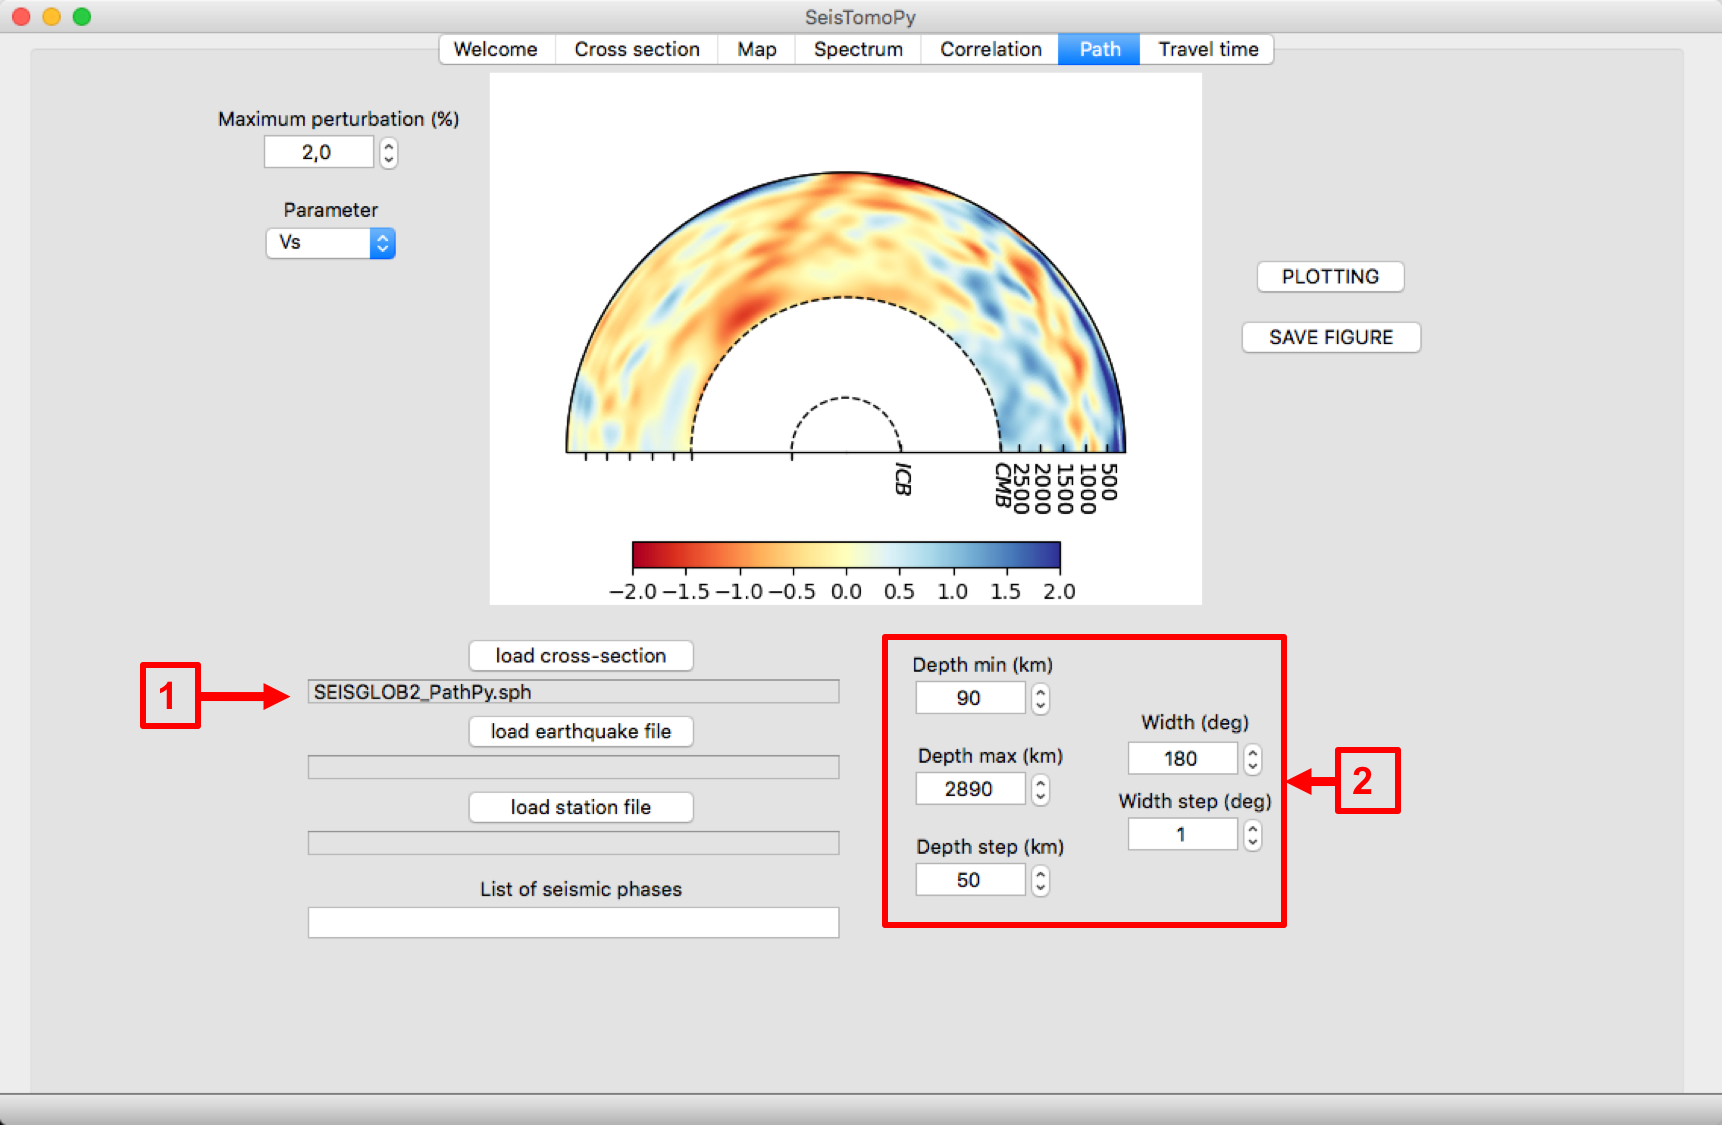 SeisTomoPy
Welcome Cross section Map Spectrum Correlation Path Travel time
Maximum perturbation (%)
2,0
Parameter
Vs
PLOTTING
SAVE FIGURE
ICB
CMB
2500
2000
1500
1000
500
−2.0 −1.5 −1.0 −0.5 0.0 0.5 1.0 1.5 2.0
load cross-section
1
SEISGLOB2_PathPy.sph
load earthquake file
load station file
List of seismic phases
Depth min (km)
90
Depth max (km)
2890
Depth step (km)
50
Width (deg)
180
Width step (deg)
1
2